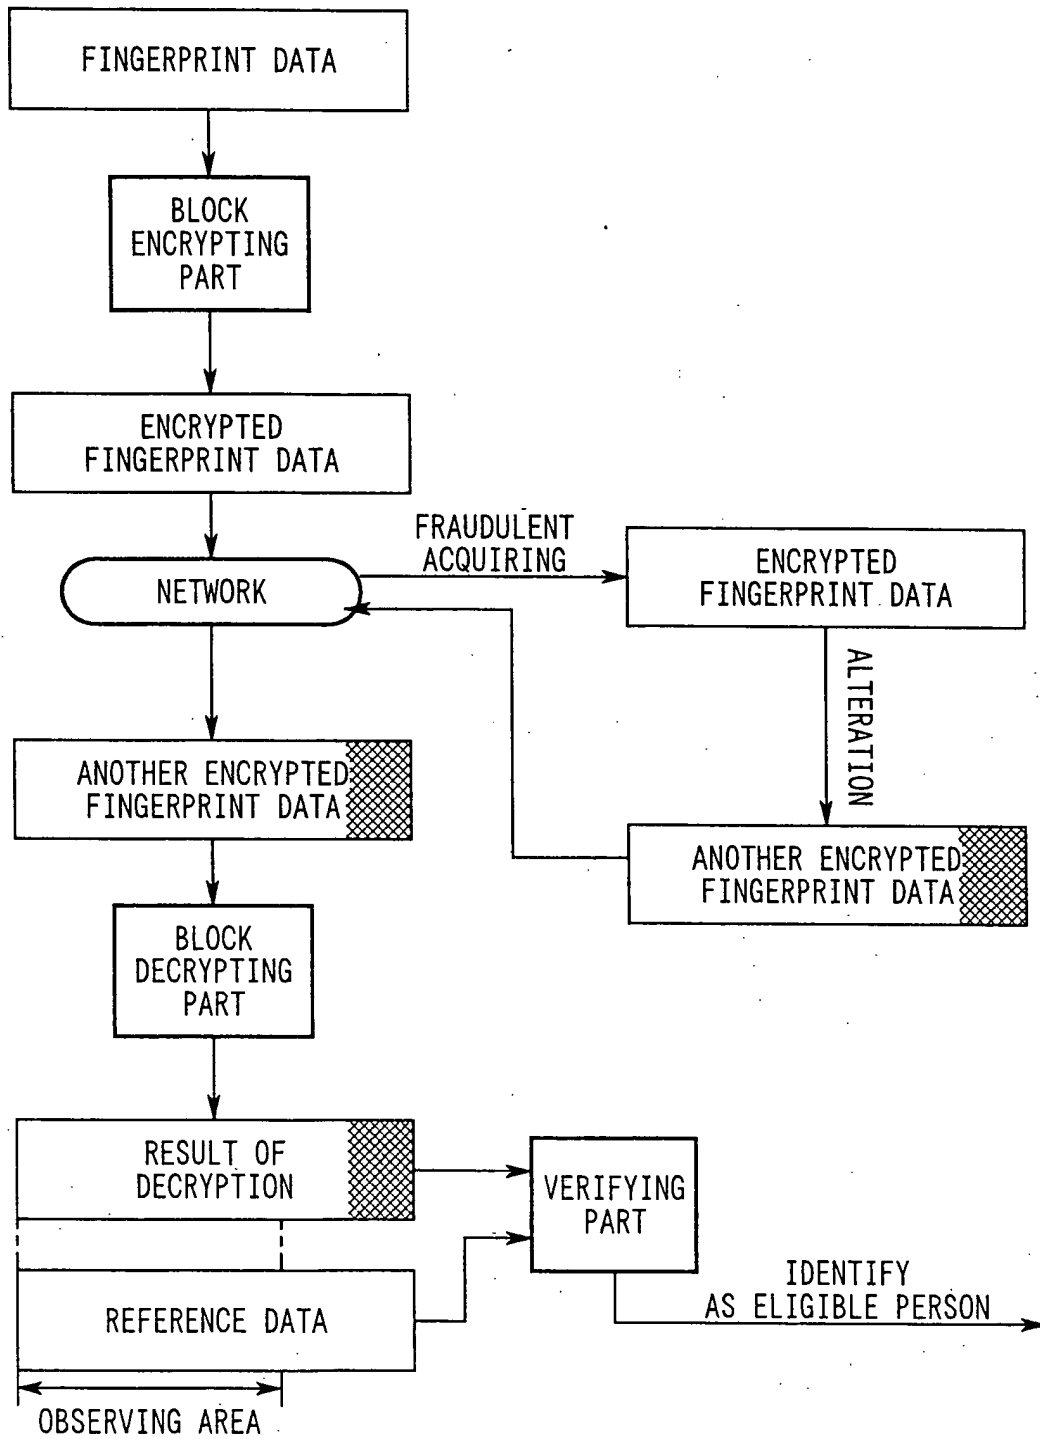 FINGERPRINT DATA
BLOCK
ENCRYPTING
PART
ENCRYPTED
FINGERPRINT DATA
FRAUDULENT
ACQUIRING
NETWORK
ENCRYPTED
FINGERPRINT DATA
ALTERATION
ANOTHER ENCRYPTED
FINGERPRINT DATA
ANOTHER ENCRYPTED
FINGERPRINT DATA
BLOCK
DECRYPTING
PART
RESULT OF
DECRYPTION
VERIFYING
PART
REFERENCE DATA
IDENTIFY
AS ELIGIBLE PERSON
OBSERVING AREA